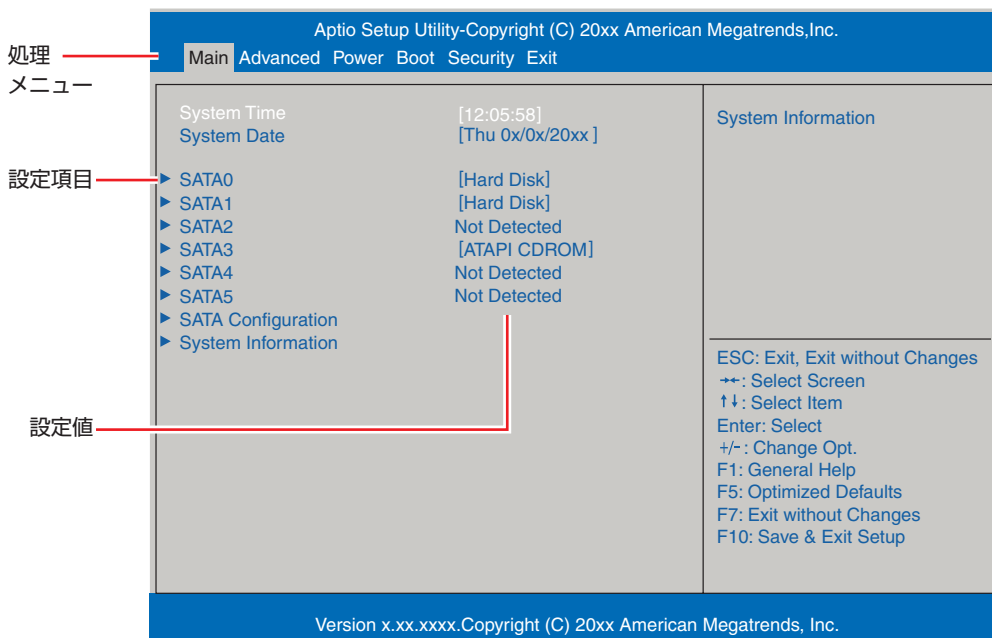 Aptio Setup Utility-Copyright (C) 20xx American Megatrends,Inc.
処理
メニュー
Main Advanced Power Boot Security Exit
System Time [12:05:58]
System Date [Thu 0x/0x/20xx ]
System Information
設定項目
▶ SATA0 [Hard Disk]
▶ SATA1 [Hard Disk]
▶ SATA2 Not Detected
▶ SATA3 [ATAPI CDROM]
▶ SATA4 Not Detected
▶ SATA5 Not Detected
▶ SATA Configuration
▶ System Information
設定値
ESC: Exit, Exit without Changes
→←: Select Screen
↑↓: Select Item
Enter: Select
+/-: Change Opt.
F1: General Help
F5: Optimized Defaults
F7: Exit without Changes
F10: Save & Exit Setup
Version x.xx.xxxx.Copyright (C) 20xx American Megatrends, Inc.